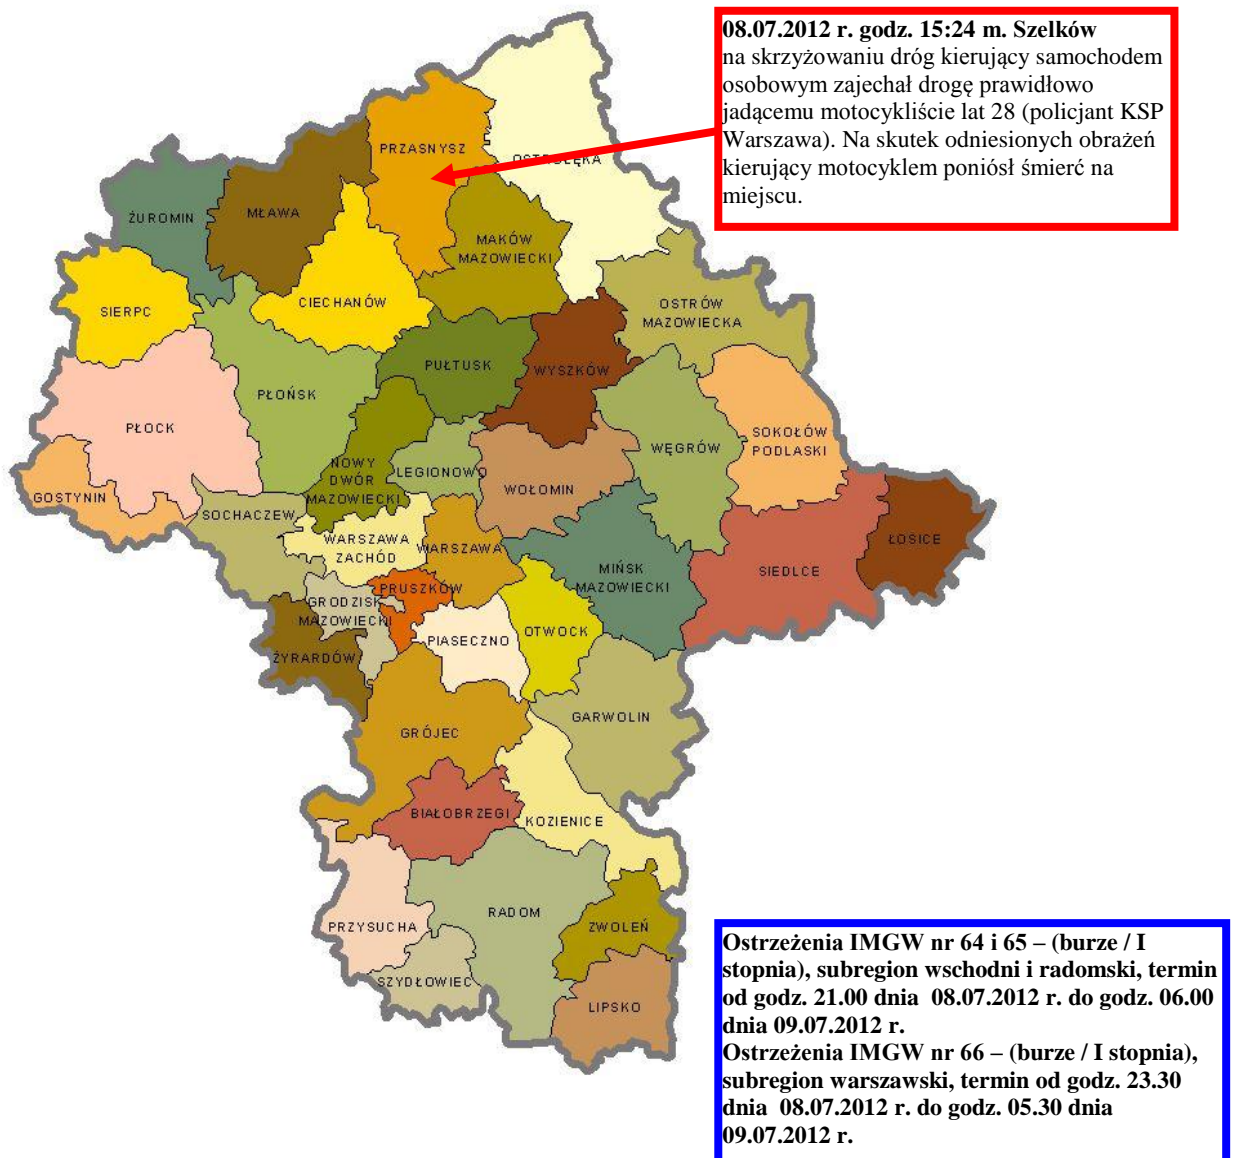 08.07.2012 r. godz. 15:24 m. Szelków
na skrzyżowaniu dróg kierujący samochodem
osobowym zajechał drogę prawidłowo
jadącemu motocykliście lat 28 (policjant KSP
Warszawa). Na skutek odniesionych obrażeń
kierujący motocyklem poniósł śmierć na
miejscu.
PRZASNYSZ
OSTROŁĘKA
ŻUROMIN
MŁAWA
MAKÓW
MAZOWIECKI
CIECHANÓW
SIERPC
OSTRÓW
MAZOWIECKA
PUŁTUSK
WYSZKÓW
PŁOŃSK
PŁOCK
SOKOŁÓW
PODLASKI
WĘGRÓW
NOWY
DWÓR
MAZOWIECKI
LEGIONOWO
WOŁOMIN
GOSTYNIN
SOCHACZEW
WARSZAWA
ZACHÓD
WARSZAWA
ŁOSICE
SIEDLCE
MIŃSK
MAZOWIECKI
PRUSZKÓW
GRODZISK
MAZOWIECKI
PIASECZNO
OTWOCK
ŻYRARDÓW
GARWOLIN
GRÓJEC
BIAŁOBRZEGI
KOZIENICE
RADOM
PRZYSUCHA
ZWOLEŃ
SZYDŁOWIEC
LIPSKO
Ostrzeżenia IMGW nr 64 i 65 – (burze / I
stopnia), subregion wschodni i radomski, termin
od godz. 21.00 dnia 08.07.2012 r. do godz. 06.00
dnia 09.07.2012 r.
Ostrzeżenia IMGW nr 66 – (burze / I stopnia),
subregion warszawski, termin od godz. 23.30
dnia 08.07.2012 r. do godz. 05.30 dnia
09.07.2012 r.